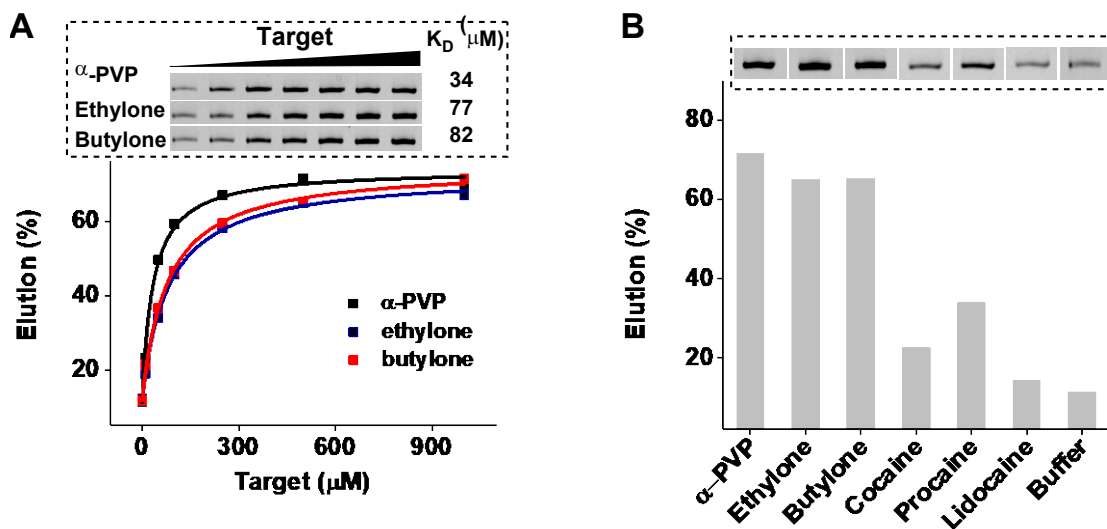 A
Target
K_D (μM)
α-PVP
34
Ethylone
77
Butylone
82
Elution (%)
60
40
20
α-PVP
ethylone
butylone
0
300
600
900
Target (μM)
B
Elution (%)
80
60
40
20
α-PVP
Ethylone
Butylone
Cocaine
Procaine
Lidocaine
Buffer